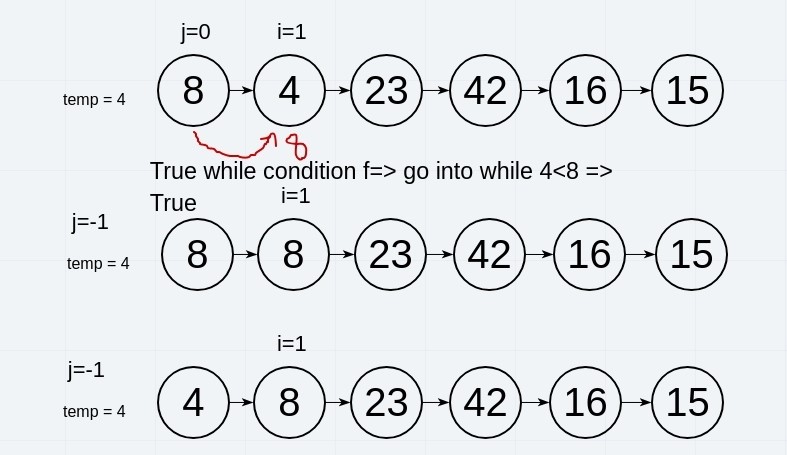 j=0 i=1
temp = 4 8 4 23 42 16 15
8
True while condition f=> go into while 4<8 =>
True i=1
j=-1
temp = 4 8 8 23 42 16 15
i=1
j=-1
temp = 4 4 8 23 42 16 15